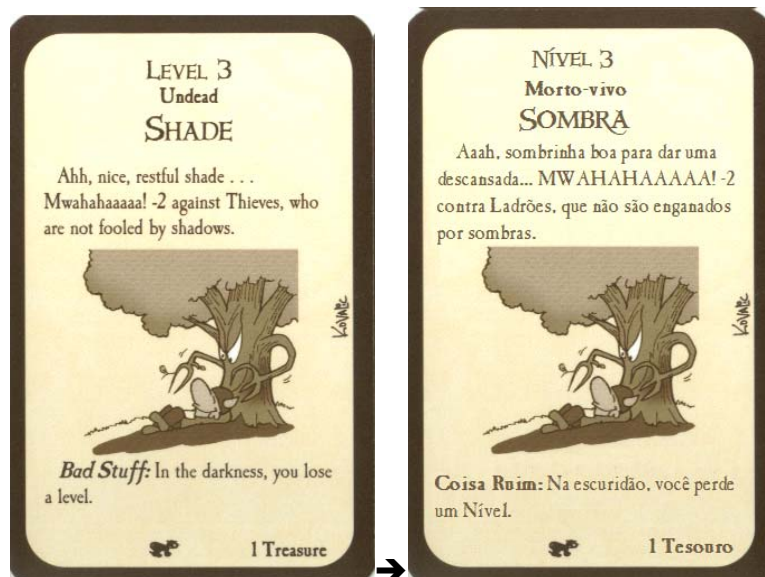 LEVEL 3
Undead
SHADE
Ahh, nice, restful shade . . .
Mwahahaaaaa! -2 against Thieves, who
are not fooled by shadows.
KOVALIC
Bad Stuff: In the darkness, you lose
a level.
1 Treasure
NÍVEL 3
Morto-vivo
SOMBRA
Aaah, sombrinha boa para dar uma
descansada... MWAHAHAAAAA! -2
contra Ladrões, que não são enganados
por sombras.
KOVALIC
Coisa Ruim: Na escuridão, você perde
um Nível.
1 Tesouro